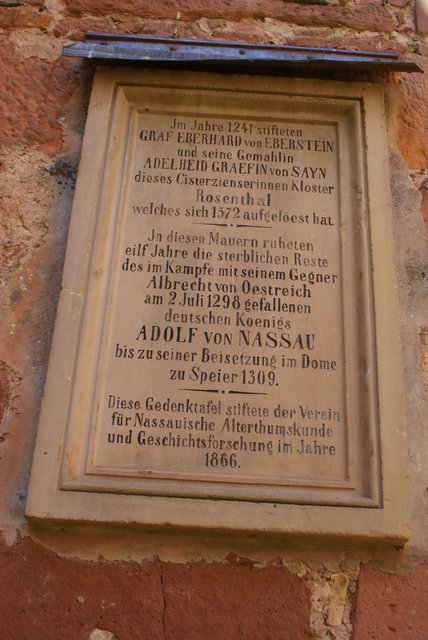 Jm Jahre 1241 stifteten
GRAF EBERHARD von EBERSTEIN
und seine Gemahlin
ADELHEID GRAEFIN von SAYN
dieses Cisterzienserinnen Kloster
Rosenthal
welches sich 1572 aufgelöest hat.
Jn diesen Mauern ruheten
eilf Jahre die sterblichen Reste
des im Kampfe mit seinem Gegner
Albrecht von Oestreich
am 2 Juli 1298 gefallenen
deutschen Koenigs
ADOLF VON NASSAU
bis zu seiner Beisetzung im Dome
zu Speier 1309.
Diese Gedenktafel stiftete der Verein
für Nassauische Alterthumskunde
und Geschichtsforschung im Jahre
1866.